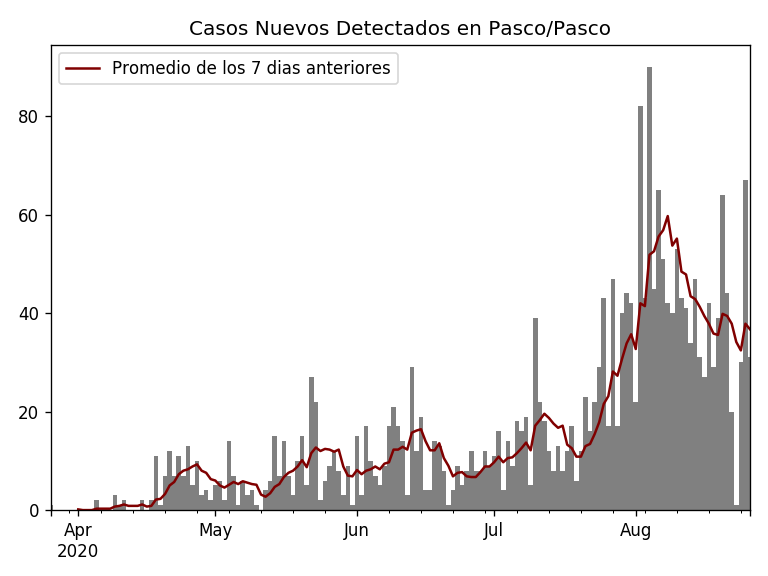 Casos Nuevos Detectados en Pasco/Pasco
Promedio de los 7 dias anteriores
80
60
40
20
0
Apr May Jun Jul Aug
2020